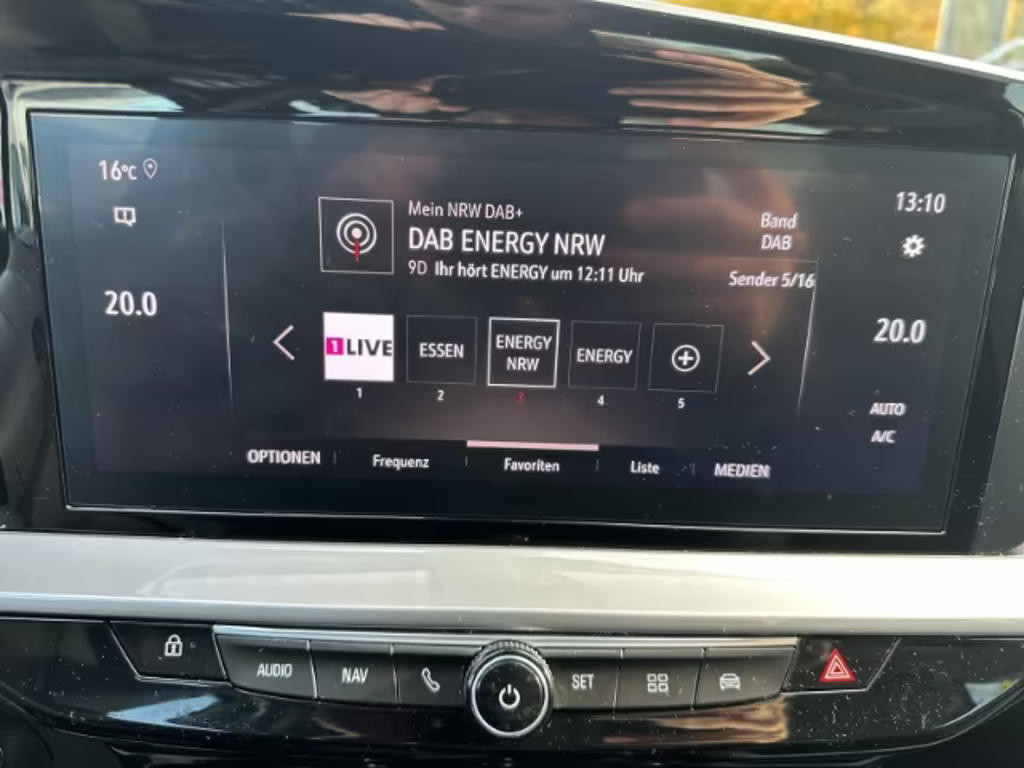 16°C
13:10
Mein NRW DAB+
DAB ENERGY NRW
9D Ihr hört ENERGY um 12:11 Uhr
Band
DAB
Sender 5/16
20.0
20.0
1LIVE
ESSEN
ENERGY
NRW
ENERGY
1 2 3 4 5
AUTO
A/C
OPTIONEN Frequenz Favoriten Liste MEDIEN
AUDIO NAV SET